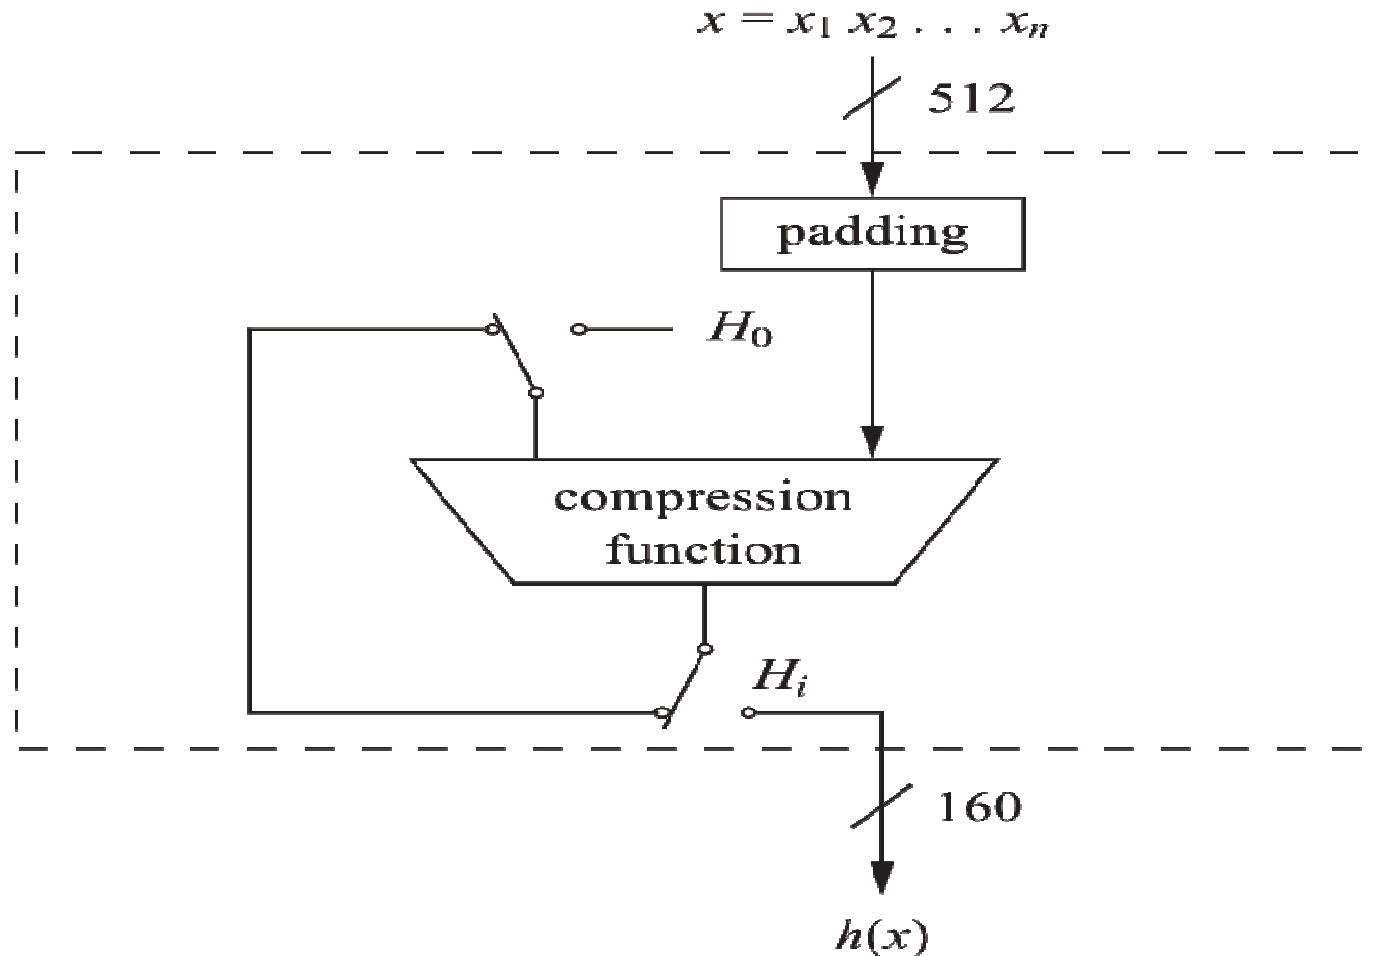 x = x₁ x₂ . . . xₙ
512
padding
H₀
compression
function
Hᵢ
160
h(x)